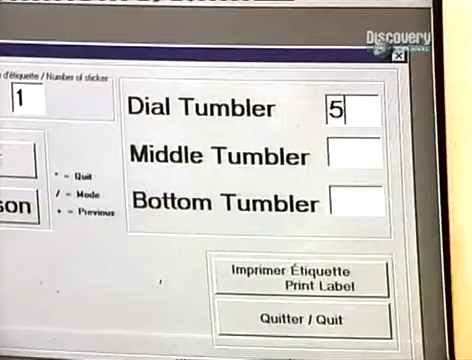 Discovery
d'étiquette / Number of sticker
1
Dial Tumbler 5
Middle Tumbler
Bottom Tumbler
* = Quit
/ = Mode
+ = Previous
son
Imprimer Étiquette
Print Label
Quitter / Quit